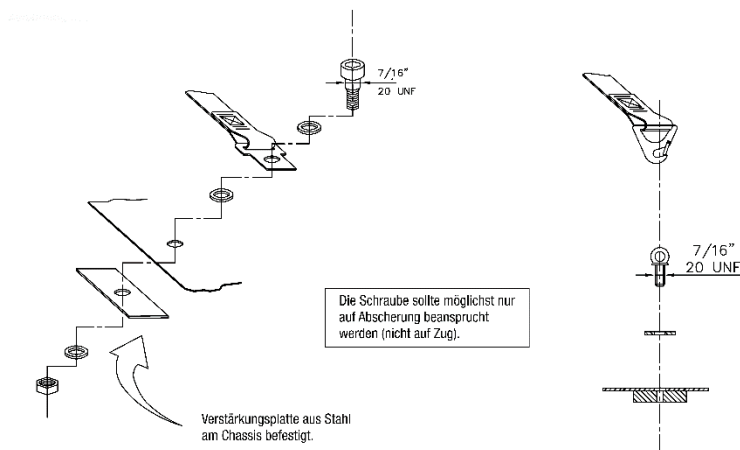 7/16"
20 UNF
7/16"
20 UNF
Die Schraube sollte möglichst nur
auf Abscherung beansprucht
werden (nicht auf Zug).
Verstärkungsplatte aus Stahl
am Chassis befestigt.